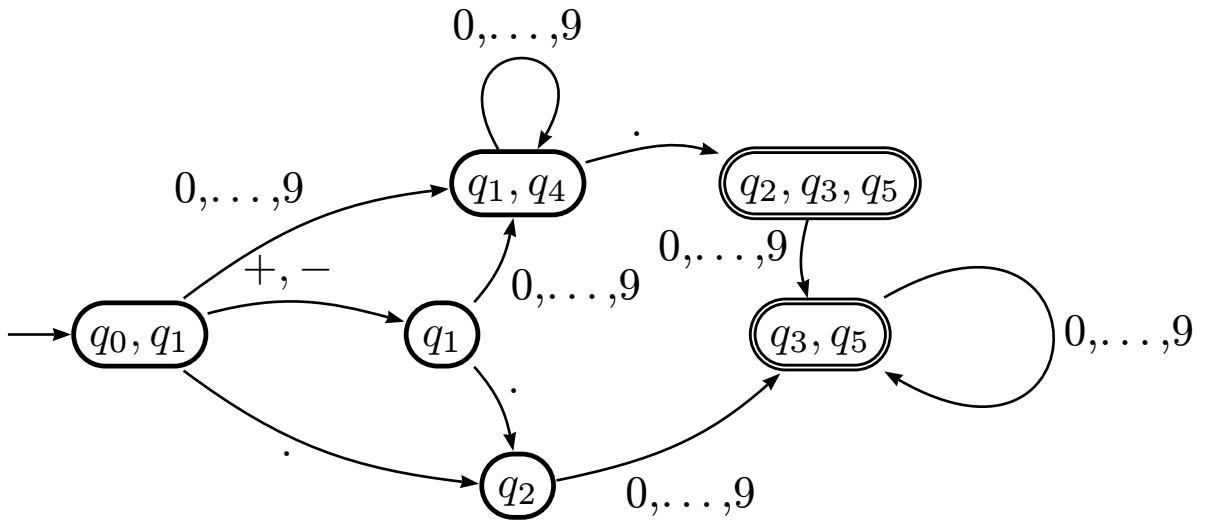 0,...,9
.
0,...,9
q1, q4
q2, q3, q5
0,...,9
+, −
0,...,9
q0, q1
q1
q3, q5
0,...,9
.
.
q2
0,...,9